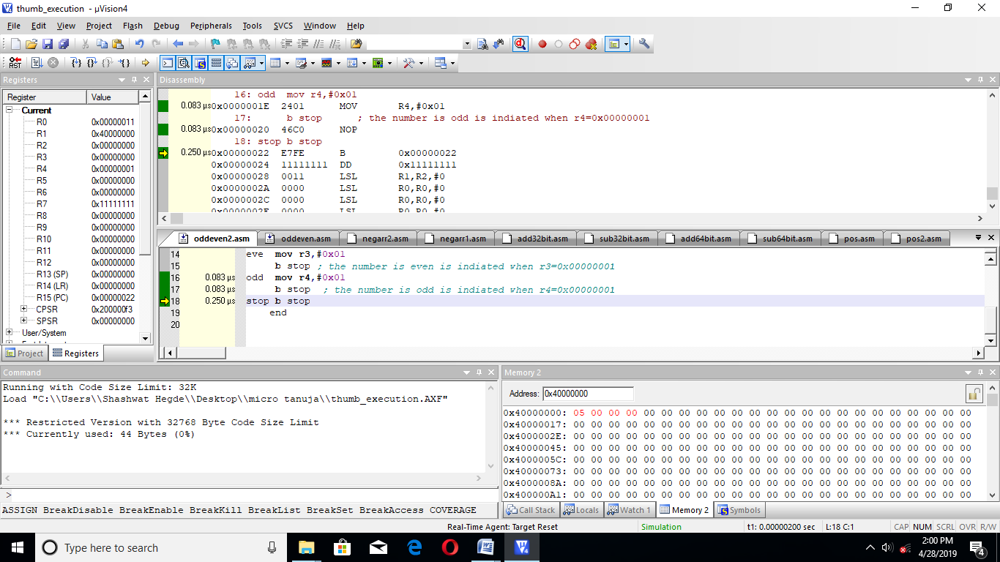 thumb_execution - µVision4
File Edit View Project Flash Debug Peripherals Tools SVCS Window Help
RST
Registers
Register Value
Current
R0 0x00000011
R1 0x40000000
R2 0x00000000
R3 0x00000000
R4 0x00000001
R5 0x00000000
R6 0x00000000
R7 0x11111111
R8 0x00000000
R9 0x00000000
R10 0x00000000
R11 0x00000000
R12 0x00000000
R13 (SP) 0x00000000
R14 (LR) 0x00000000
R15 (PC) 0x00000022
CPSR 0x200000f3
SPSR 0x00000000
User/System
Project Registers
Disassembly
16: odd mov r4,#0x01
0.083 µs 0x0000001E 2401 MOV R4,#0x01
17: b stop ; the number is odd is indiated when r4=0x00000001
0.083 µs 0x00000020 46C0 NOP
18: stop b stop
0.250 µs 0x00000022 E7FE B 0x00000022
0x00000024 11111111 DD 0x11111111
0x00000028 0011 LSL R1,R2,#0
0x0000002A 0000 LSL R0,R0,#0
0x0000002C 0000 LSL R0,R0,#0
0x0000002E 0000 LSL R0,R0,#0
oddeven2.asm oddeven.asm negarr2.asm negarr1.asm add32bit.asm sub32bit.asm add64bit.asm sub64bit.asm pos.asm pos2.asm
14 eve mov r3,#0x01
15 b stop ; the number is even is indiated when r3=0x00000001
16 0.083 µs odd mov r4,#0x01
17 0.083 µs b stop ; the number is odd is indiated when r4=0x00000001
18 0.250 µs stop b stop
19 end
20
Command
Running with Code Size Limit: 32K
Load "C:\\Users\\Shashwat Hegde\\Desktop\\micro tanuja\\thumb_execution.AXF"
*** Restricted Version with 32768 Byte Code Size Limit
*** Currently used: 44 Bytes (0%)
>
ASSIGN BreakDisable BreakEnable BreakKill BreakList BreakSet BreakAccess COVERAGE
Memory 2
Address: 0x40000000
0x40000000: 05 00 00 00 00 00 00 00 00 00 00 00 00 00 00 00 00 00 00 00 00 00 00
0x40000017: 00 00 00 00 00 00 00 00 00 00 00 00 00 00 00 00 00 00 00 00 00 00 00
0x4000002E: 00 00 00 00 00 00 00 00 00 00 00 00 00 00 00 00 00 00 00 00 00 00 00
0x40000045: 00 00 00 00 00 00 00 00 00 00 00 00 00 00 00 00 00 00 00 00 00 00 00
0x4000005C: 00 00 00 00 00 00 00 00 00 00 00 00 00 00 00 00 00 00 00 00 00 00 00
0x40000073: 00 00 00 00 00 00 00 00 00 00 00 00 00 00 00 00 00 00 00 00 00 00 00
0x4000008A: 00 00 00 00 00 00 00 00 00 00 00 00 00 00 00 00 00 00 00 00 00 00 00
0x400000A1: 00 00 00 00 00 00 00 00 00 00 00 00 00 00 00 00 00 00 00 00 00 00 00
Call Stack Locals Watch 1 Memory 2 Symbols
Real-Time Agent: Target Reset Simulation t1: 0.00000200 sec L:18 C:1 CAP NUM SCRL OVR R/W
Type here to search
2:00 PM
4/28/2019
4